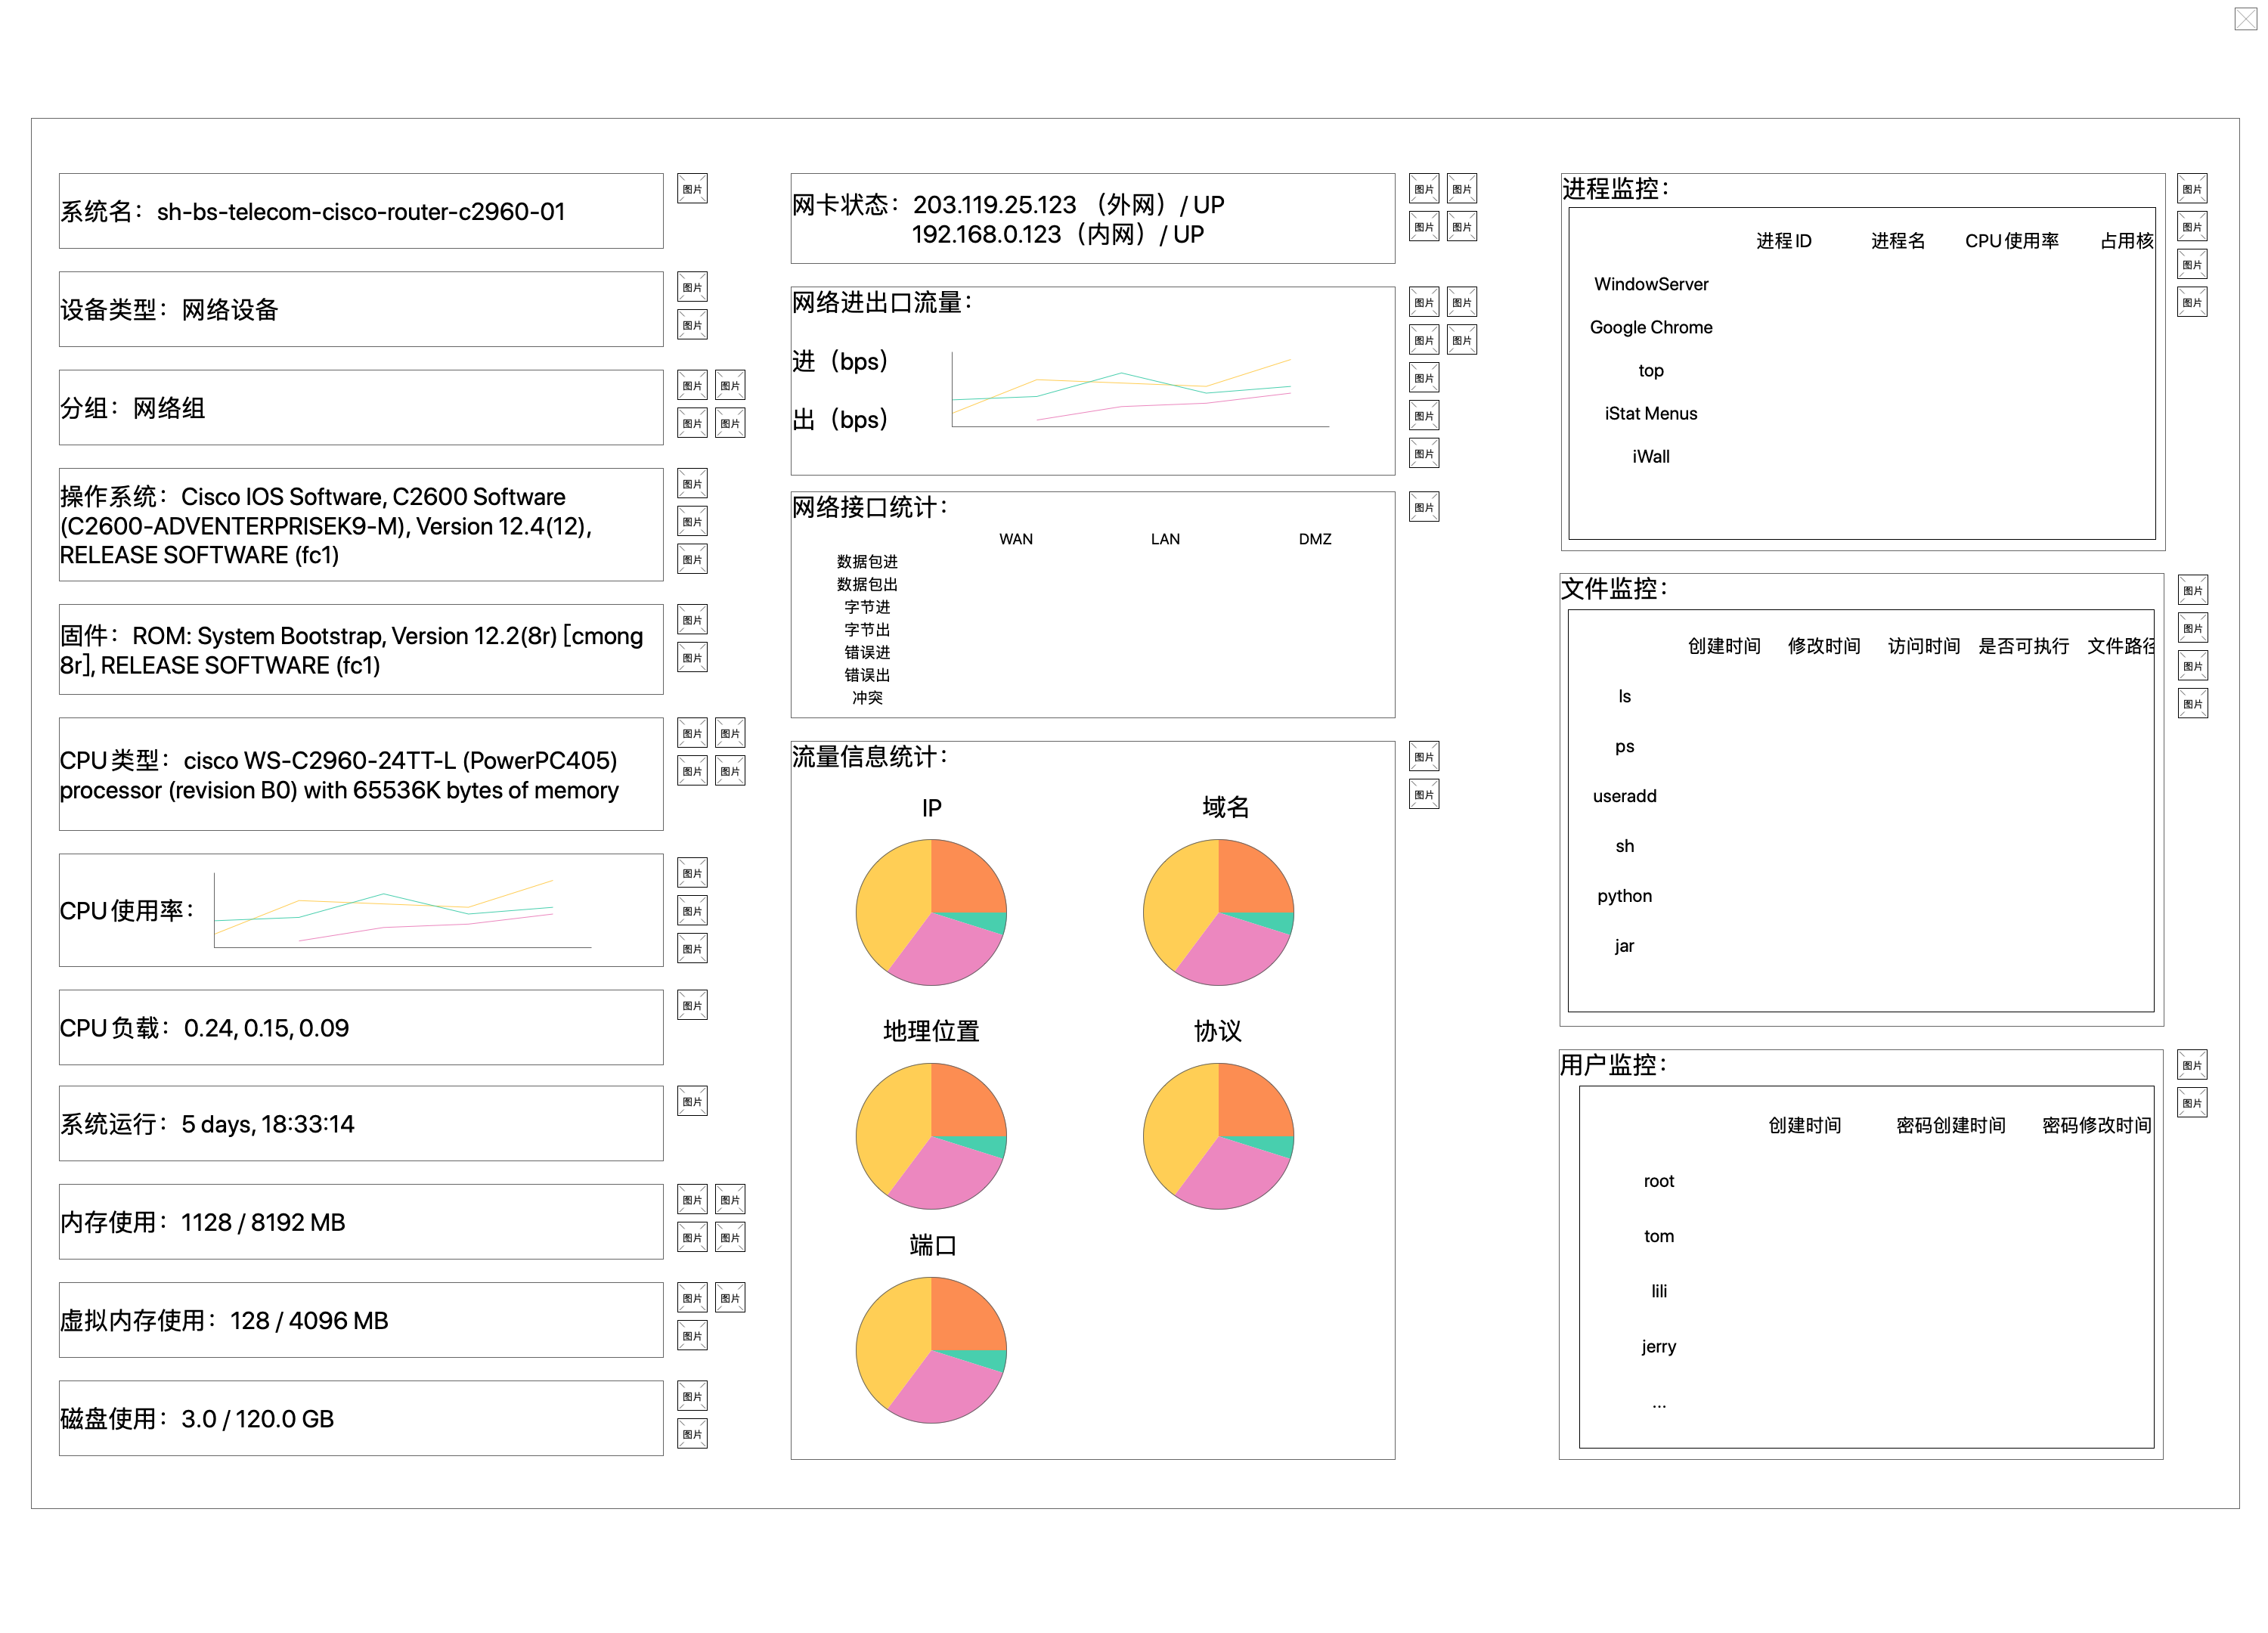 系统名：sh-bs-telecom-cisco-router-c2960-01
图片
设备类型：网络设备
图片
图片
分组：网络组
图片 图片
图片 图片
操作系统：Cisco IOS Software, C2600 Software
(C2600-ADVENTERPRISEK9-M), Version 12.4(12),
RELEASE SOFTWARE (fc1)
图片
图片
图片
固件：ROM: System Bootstrap, Version 12.2(8r) [cmong
8r], RELEASE SOFTWARE (fc1)
图片
图片
CPU类型：cisco WS-C2960-24TT-L (PowerPC405)
processor (revision B0) with 65536K bytes of memory
图片 图片
图片 图片
CPU使用率：
图片
图片
图片
CPU负载：0.24, 0.15, 0.09
图片
系统运行：5 days, 18:33:14
图片
内存使用：1128 / 8192 MB
图片 图片
图片 图片
虚拟内存使用：128 / 4096 MB
图片 图片
图片
磁盘使用：3.0 / 120.0 GB
图片
图片
网卡状态：203.119.25.123 （外网）/ UP
192.168.0.123（内网）/ UP
图片 图片
图片 图片
网络进出口流量：
进（bps）
出（bps）
图片 图片
图片 图片
图片
图片
图片
网络接口统计：
WAN LAN DMZ
数据包进
数据包出
字节进
字节出
错误进
错误出
冲突
图片
流量信息统计：
IP 域名
地理位置 协议
端口
图片
图片
进程监控：
进程ID 进程名 CPU使用率 占用核
WindowServer
Google Chrome
top
iStat Menus
iWall
图片
图片
图片
图片
文件监控：
创建时间 修改时间 访问时间 是否可执行 文件路径
ls
ps
useradd
sh
python
jar
图片
图片
图片
图片
用户监控：
创建时间 密码创建时间 密码修改时间
root
tom
lili
jerry
...
图片
图片